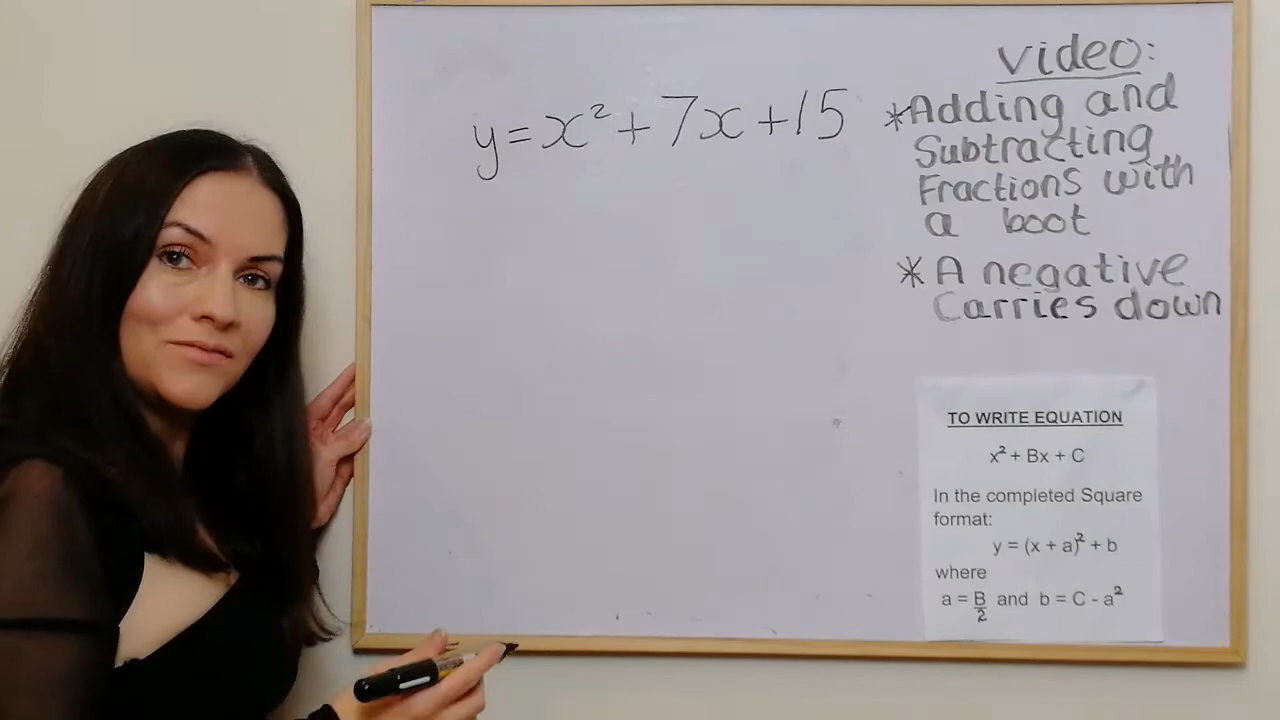 y = x² + 7x + 15
Video:
*Adding and
Subtracting
Fractions with
a boot
* A negative
Carries down
TO WRITE EQUATION
x² + Bx + C
In the completed Square
format:
y = (x + a)² + b
where
a = B/2 and b = C - a²